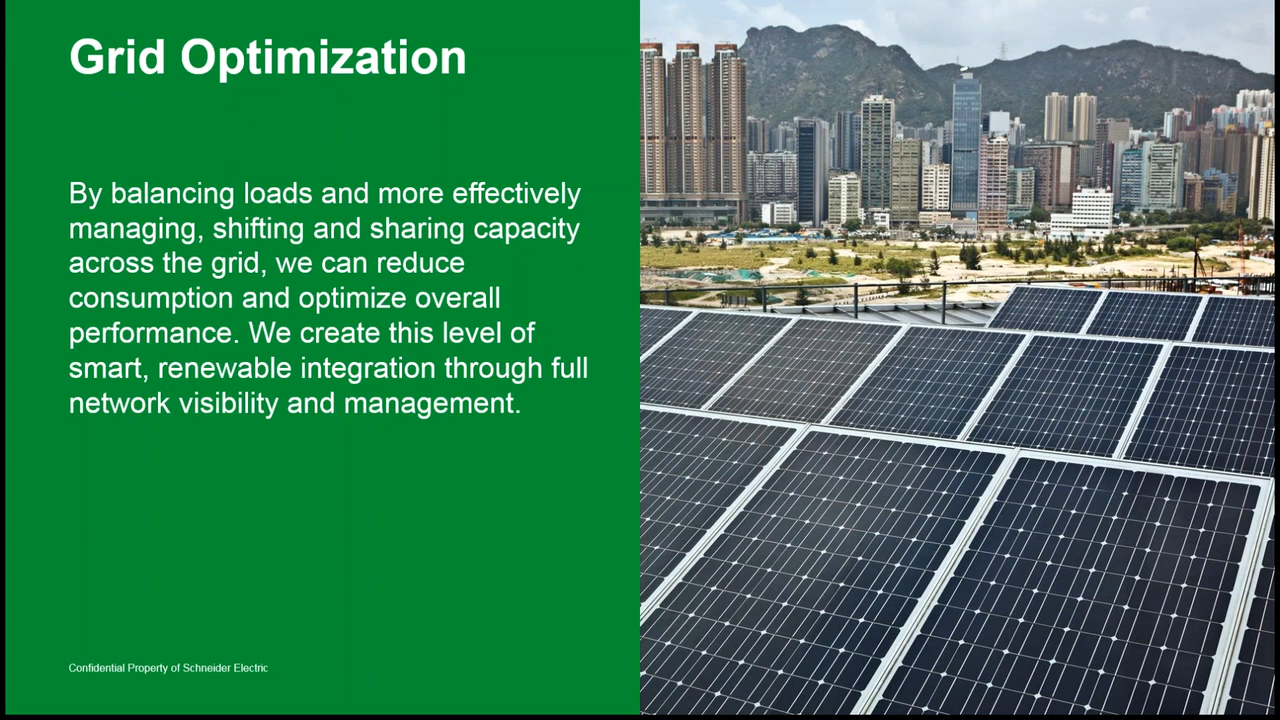 Grid Optimization
By balancing loads and more effectively
managing, shifting and sharing capacity
across the grid, we can reduce
consumption and optimize overall
performance. We create this level of
smart, renewable integration through full
network visibility and management.
Confidential Property of Schneider Electric